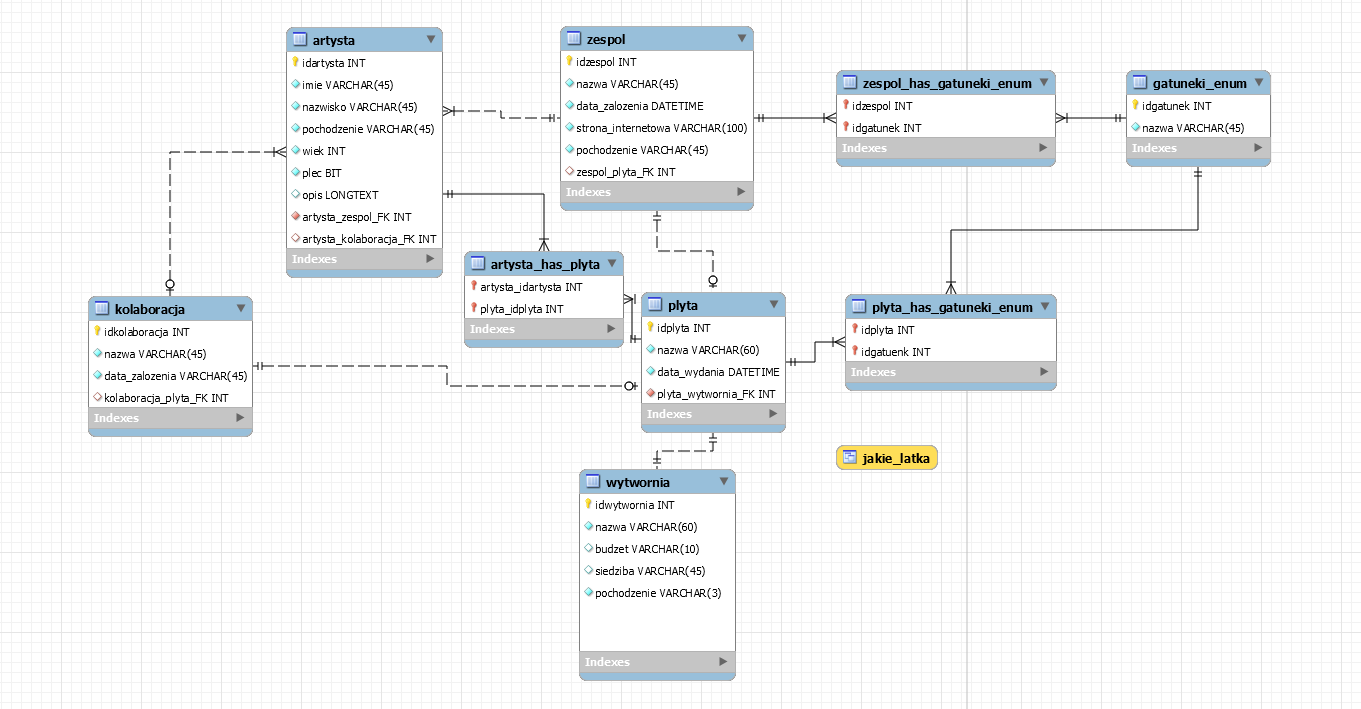 artysta
idartysta INT
imie VARCHAR(45)
nazwisko VARCHAR(45)
pochodzenie VARCHAR(45)
wiek INT
plec BIT
opis LONGTEXT
artysta_zespol_FK INT
artysta_kolaboracja_FK INT
Indexes
zespol
idzespol INT
nazwa VARCHAR(45)
data_zalozenia DATETIME
strona_internetowa VARCHAR(100)
pochodzenie VARCHAR(45)
zespol_plyta_FK INT
Indexes
zespol_has_gatuneki_enum
idzespol INT
idgatunek INT
Indexes
gatuneki_enum
idgatunek INT
nazwa VARCHAR(45)
Indexes
artysta_has_plyta
artysta_idartysta INT
plyta_idplyta INT
Indexes
kolaboracja
idkolaboracja INT
nazwa VARCHAR(45)
data_zalozenia VARCHAR(45)
kolaboracja_plyta_FK INT
Indexes
plyta
idplyta INT
nazwa VARCHAR(60)
data_wydania DATETIME
plyta_wytwornia_FK INT
Indexes
plyta_has_gatuneki_enum
idplyta INT
idgatuenk INT
Indexes
jakie_latka
wytwornia
idwytwornia INT
nazwa VARCHAR(60)
budzet VARCHAR(10)
siedziba VARCHAR(45)
pochodzenie VARCHAR(3)
Indexes